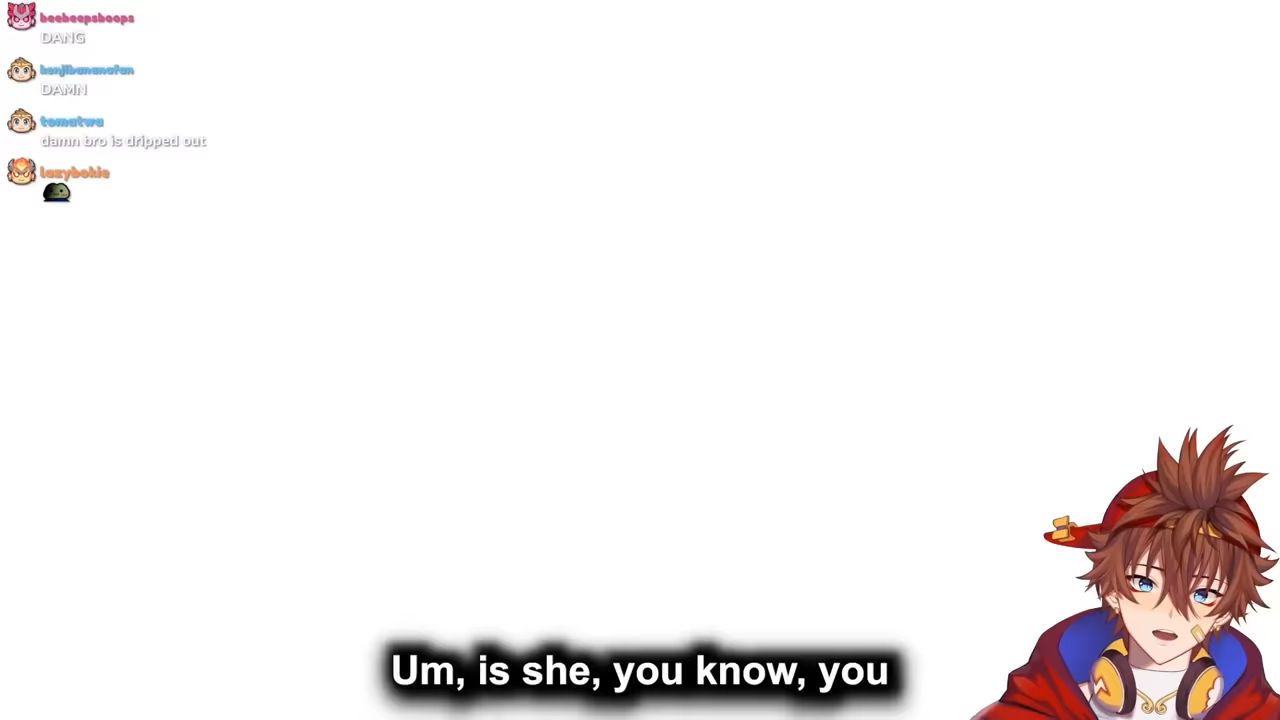 beebeepsboops
DANG
kenjibananafan
DAMN
tomatwa
damn bro is dripped out
lazybokie
Um, is she, you know, you